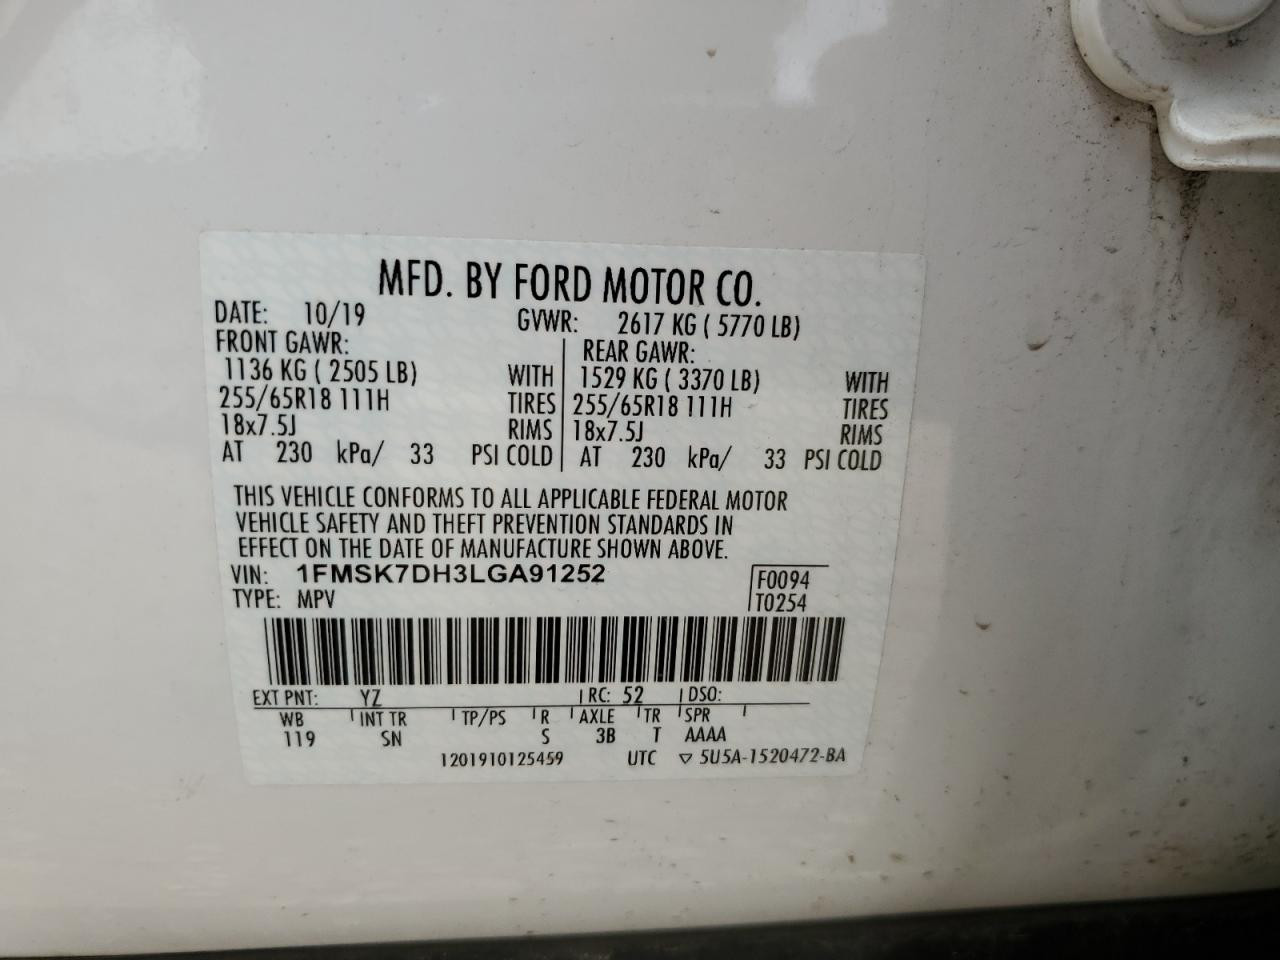 MFD. BY FORD MOTOR CO.
DATE: 10/19 GVWR: 2617 KG ( 5770 LB)
FRONT GAWR: REAR GAWR:
1136 KG ( 2505 LB) WITH 1529 KG ( 3370 LB) WITH
255/65R18 111H TIRES 255/65R18 111H TIRES
18x7.5J RIMS 18x7.5J RIMS
AT 230 kPa/ 33 PSI COLD AT 230 kPa/ 33 PSI COLD
THIS VEHICLE CONFORMS TO ALL APPLICABLE FEDERAL MOTOR
VEHICLE SAFETY AND THEFT PREVENTION STANDARDS IN
EFFECT ON THE DATE OF MANUFACTURE SHOWN ABOVE.
VIN: 1FMSK7DH3LGA91252 F0094
TYPE: MPV T0254
EXT PNT: YZ RC: 52 DSO:
WB INT TR TP/PS R AXLE TR SPR
119 SN S 3B T AAAA
1201910125459 UTC ▽ 5U5A-1520472-BA